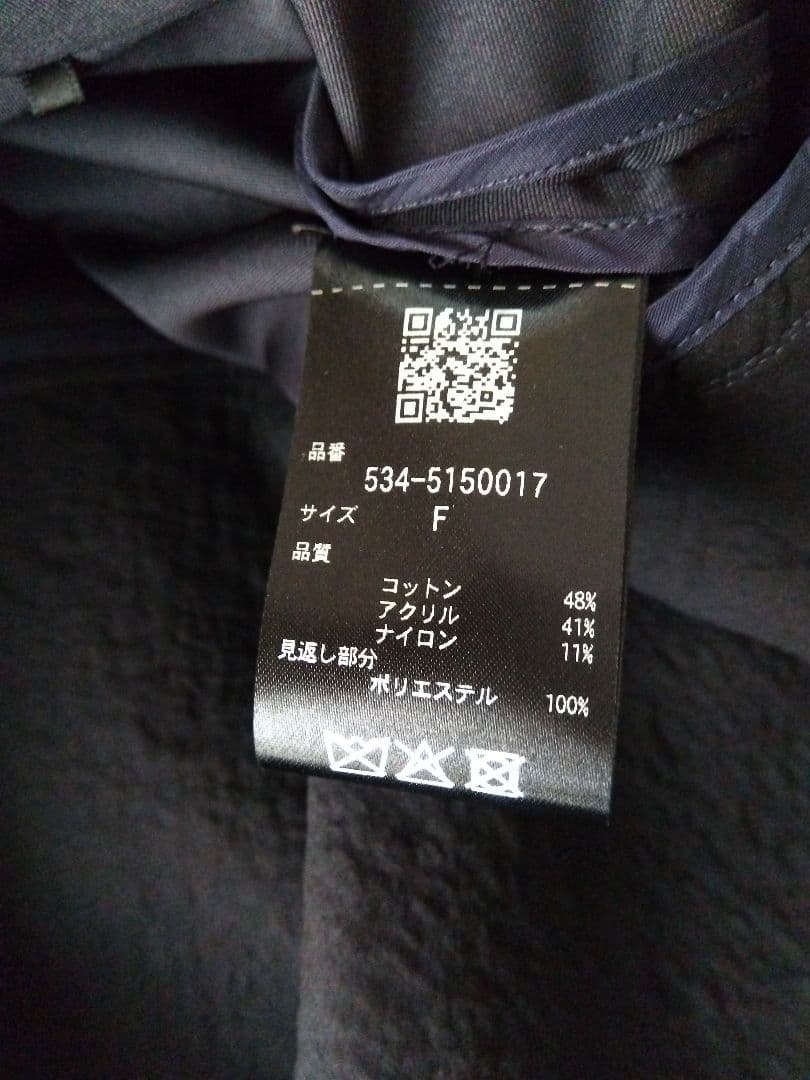 品番
534-5150017
サイズ F
品質
コットン 48%
アクリル 41%
ナイロン 11%
見返し部分
ポリエステル 100%